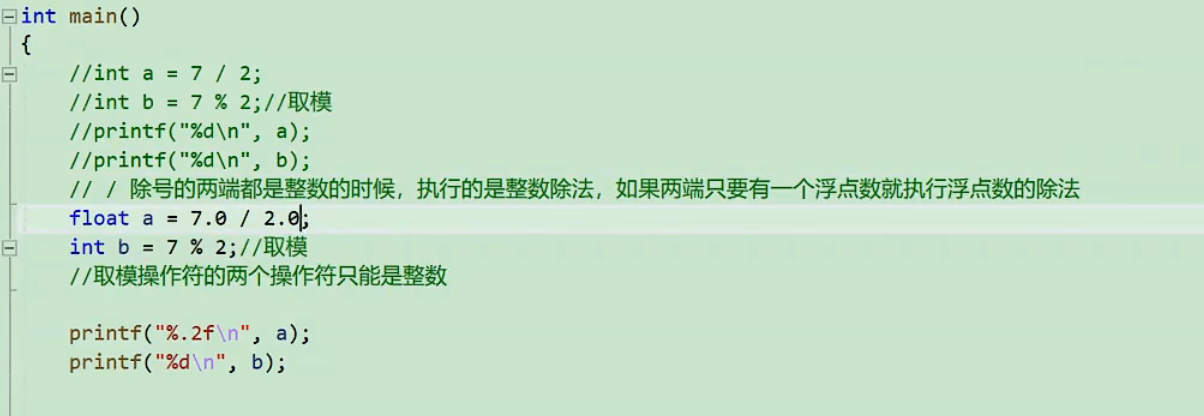 int main()
{
//int a = 7 / 2;
//int b = 7 % 2;//取模
//printf("%d\n", a);
//printf("%d\n", b);
// / 除号的两端都是整数的时候，执行的是整数除法，如果两端只要有一个浮点数就执行浮点数的除法
float a = 7.0 / 2.0;
int b = 7 % 2;//取模
//取模操作符的两个操作符只能是整数
printf("%.2f\n", a);
printf("%d\n", b);